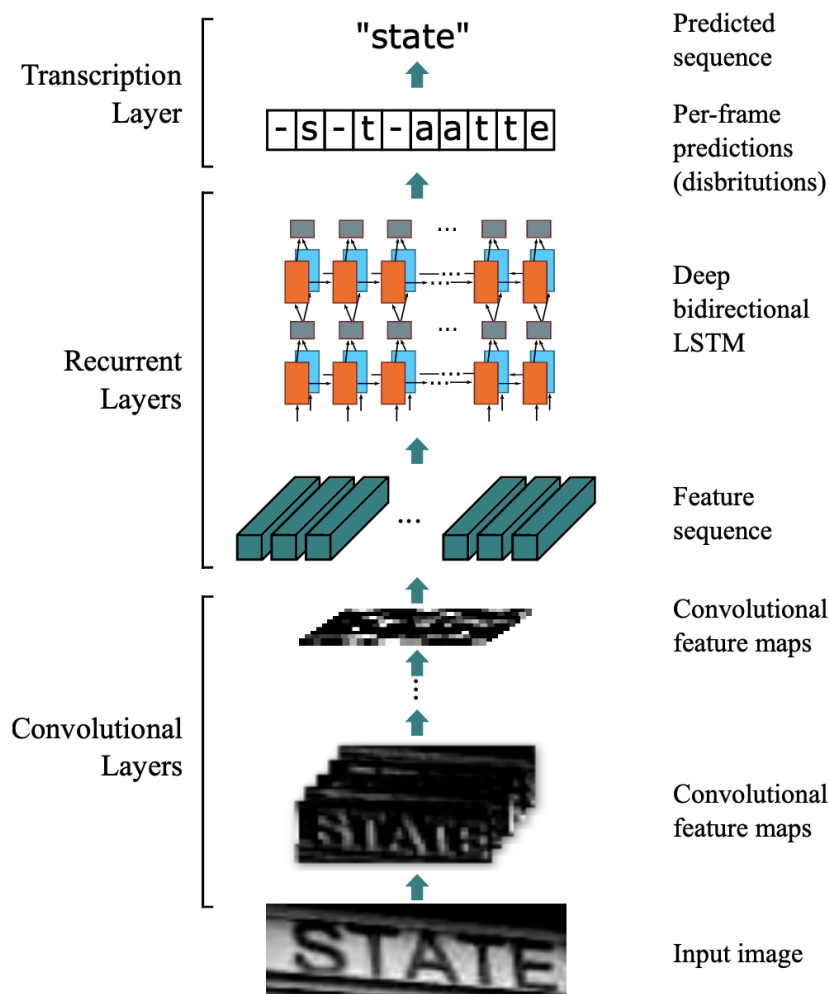 "state"
Predicted
sequence
Transcription
Layer
-s-t-aatte
Per-frame
predictions
(disbritutions)
...
...
Deep
bidirectional
LSTM
...
...
Recurrent
Layers
...
Feature
sequence
Convolutional
feature maps
...
Convolutional
Layers
STATE
Convolutional
feature maps
STATE
Input image